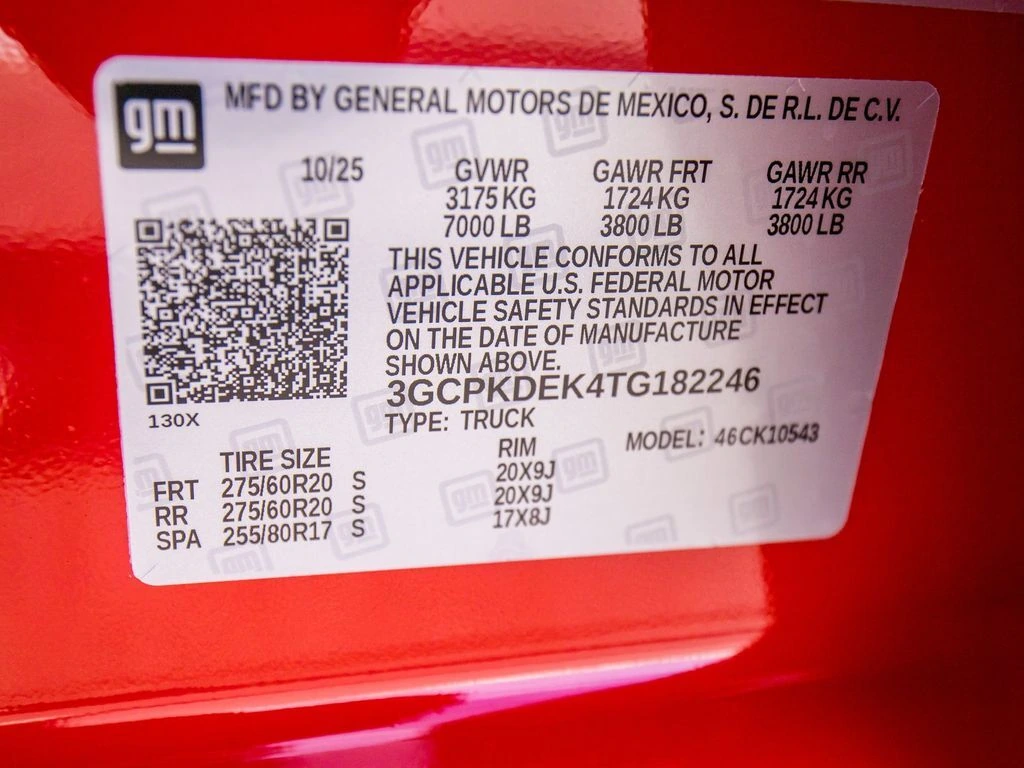 gm MFD BY GENERAL MOTORS DE MEXICO, S. DE R.L. DE C.V.
10/25 GVWR GAWR FRT GAWR RR
3175 KG 1724 KG 1724 KG
7000 LB 3800 LB 3800 LB
THIS VEHICLE CONFORMS TO ALL
APPLICABLE U.S. FEDERAL MOTOR
VEHICLE SAFETY STANDARDS IN EFFECT
ON THE DATE OF MANUFACTURE
SHOWN ABOVE.
3GCPKDEK4TG182246
130X
TYPE: TRUCK
MODEL: 46CK10543
TIRE SIZE RIM
FRT 275/60R20 S 20X9J
RR 275/60R20 S 20X9J
SPA 255/80R17 S 17X8J